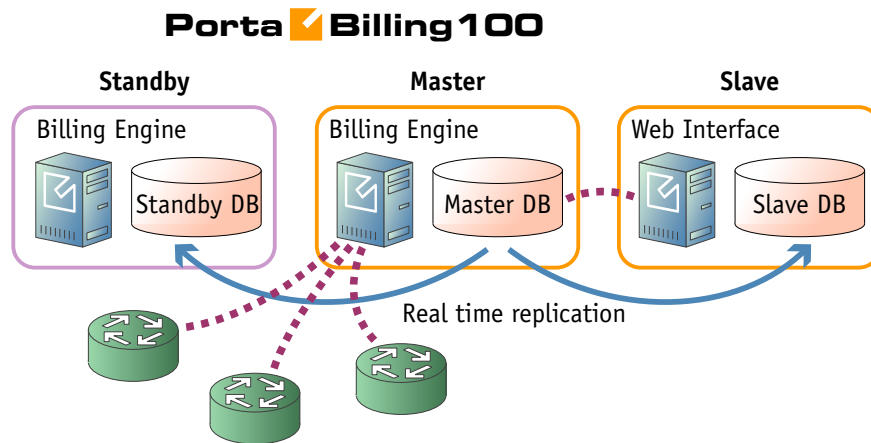 Porta Billing100
Standby
Master
Slave
Billing Engine
Billing Engine
Web Interface
Standby DB
Master DB
Slave DB
Real time replication